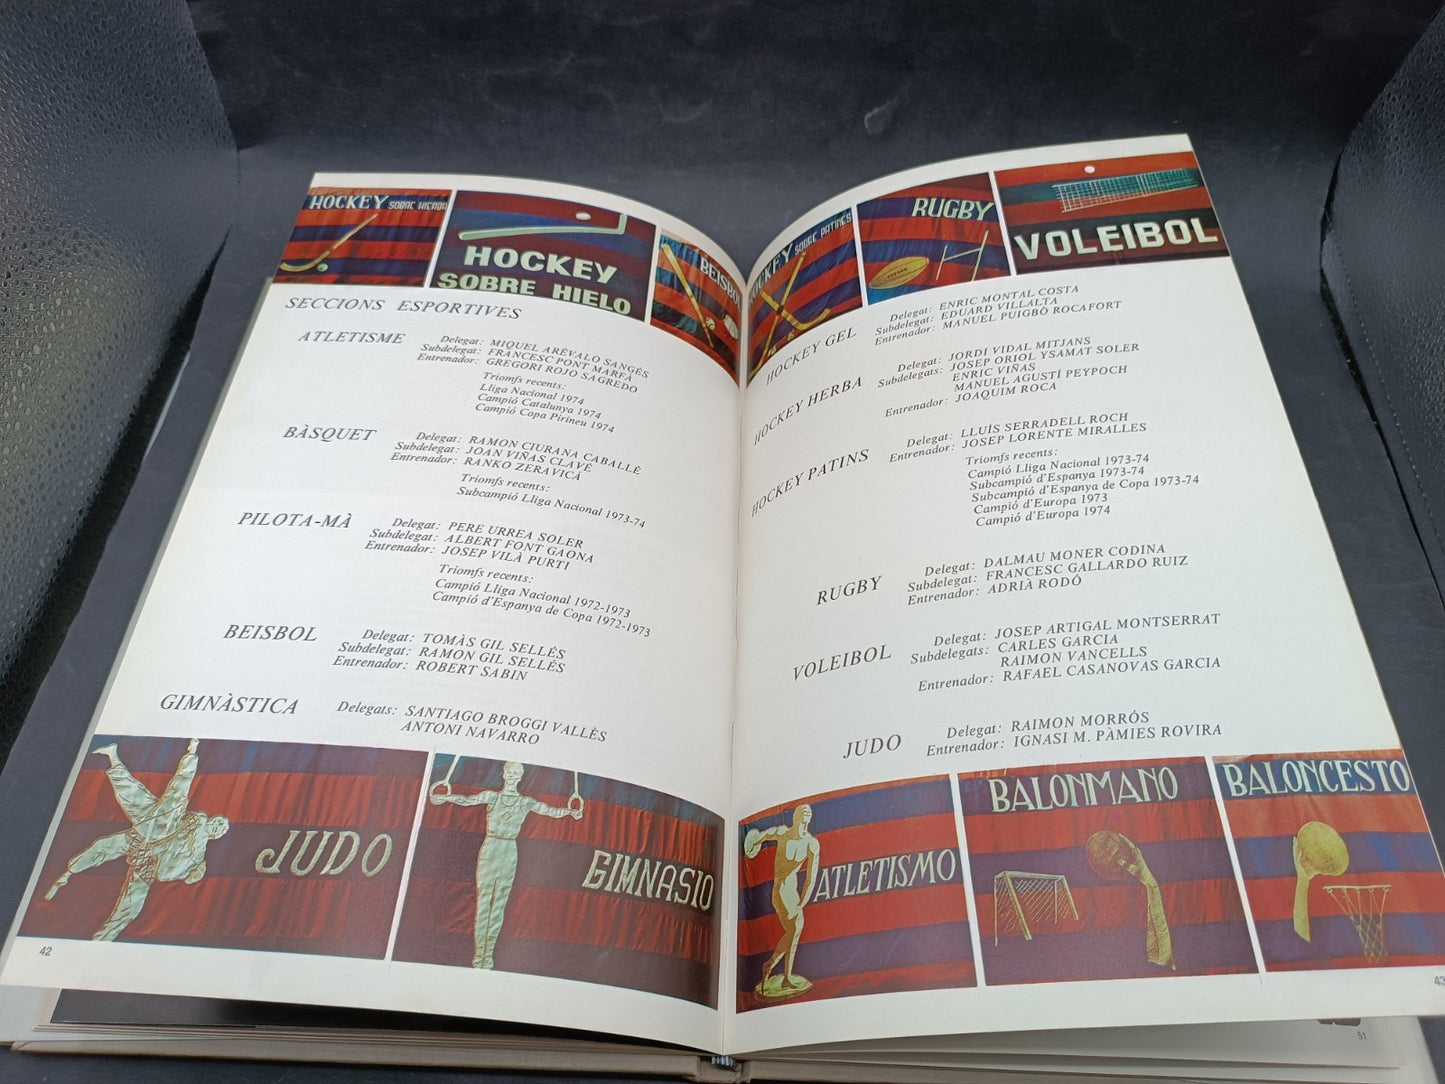 HOCKEY SOBRE HIERBA
HOCKEY
SOBRE HIELO
BEISBOL
SECCIONS ESPORTIVES
ATLETISME
Delegat: MIQUEL ARÉVALO SANGÉS
Subdelegat: FRANCESC PONT MARFÀ
Entrenador: GREGORI ROJO SAGREDO
Triomfs recents:
Lliga Nacional 1974
Campió Catalunya 1974
Campió Copa Pirineu 1974
BÀSQUET
Delegat: RAMON CIURANA CABALLÉ
Subdelegat: JOAN VIÑAS CLAVÉ
Entrenador: RANKO ZERAVICÀ
Triomfs recents:
Subcampió Lliga Nacional 1973-74
PILOTA-MÀ
Delegat: PERE URREA SOLER
Subdelegat: ALBERT FONT GAONA
Entrenador: JOSEP VILÀ PURTI
Triomfs recents:
Campió Lliga Nacional 1972-1973
Campió d'Espanya de Copa 1972-1973
BEISBOL
Delegat: TOMÀS GIL SELLÉS
Subdelegat: RAMON GIL SELLÉS
Entrenador: ROBERT SABIN
GIMNÀSTICA
Delegats: SANTIAGO BROGGI VALLÈS
ANTONI NAVARRO
JUDO
GIMNASIO
42
HOCKEY SOBRE PATINES
RUGBY
VOLEIBOL
HOCKEY GEL
Delegat: ENRIC MONTAL COSTA
Subdelegat: EDUARD VILLALTA
Entrenador: MANUEL PUIGBÒ ROCAFORT
HOCKEY HERBA
Delegat: JORDI VIDAL MITJANS
Subdelegats: JOSEP ORIOL YSAMAT SOLER
ENRIC VIÑAS
MANUEL AGUSTÍ PEYPOCH
Entrenador: JOAQUIM ROCA
HOCKEY PATINS
Delegat: LLUÍS SERRADELL ROCH
Entrenador: JOSEP LORENTE MIRALLES
Triomfs recents:
Campió Lliga Nacional 1973-74
Subcampió d'Espanya 1973-74
Subcampió d'Espanya de Copa 1973-74
Campió d'Europa 1973
Campió d'Europa 1974
RUGBY
Delegat: DALMAU MONER CODINA
Subdelegat: FRANCESC GALLARDO RUIZ
Entrenador: ADRIÀ RODÓ
VOLEIBOL
Delegat: JOSEP ARTIGAL MONTSERRAT
Subdelegats: CARLES GARCIA
RAIMON VANCELLS
Entrenador: RAFAEL CASANOVAS GARCIA
JUDO
Delegat: RAIMON MORRÓS
Entrenador: IGNASI M. PÀMIES ROVIRA
ATLETISMO
BALONMANO
BALONCESTO
43
51